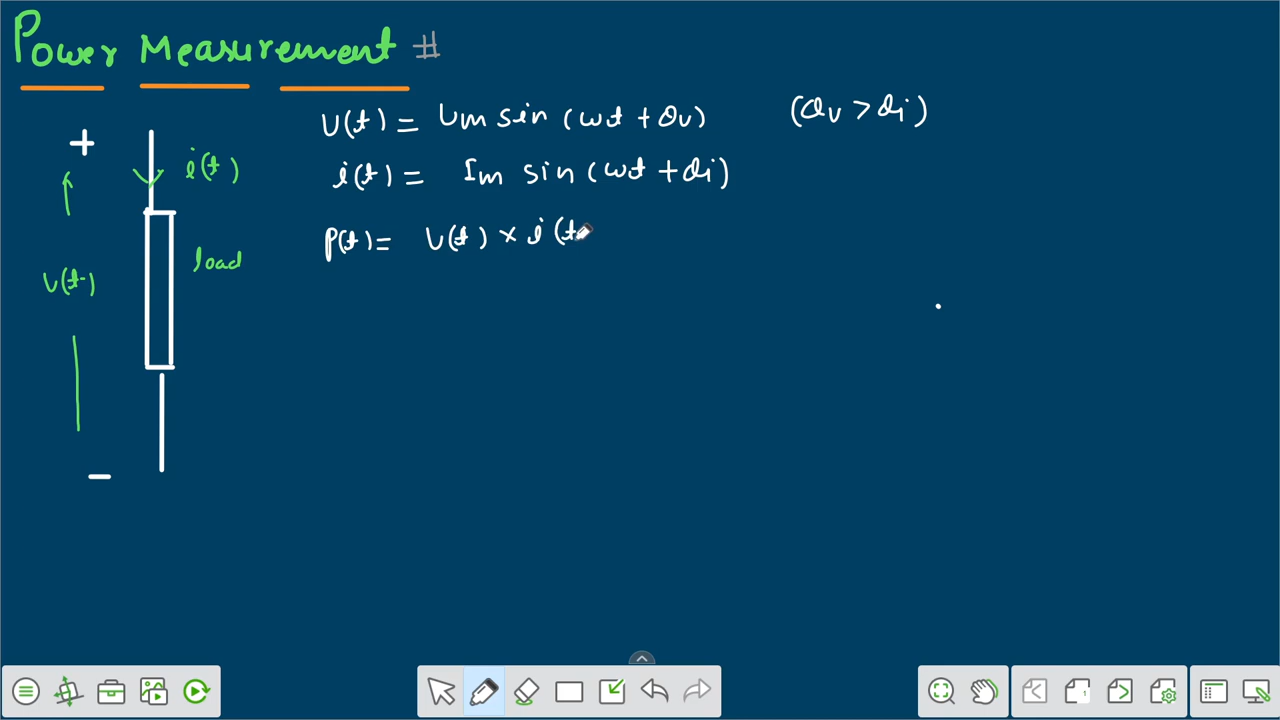 Power Measurement #
v(t) = Vm sin (ωt + θv) (θv > θi)
i(t) = Im sin (ωt + θi)
P(t) = v(t) × i(t
+
i(t)
load
v(t)
−